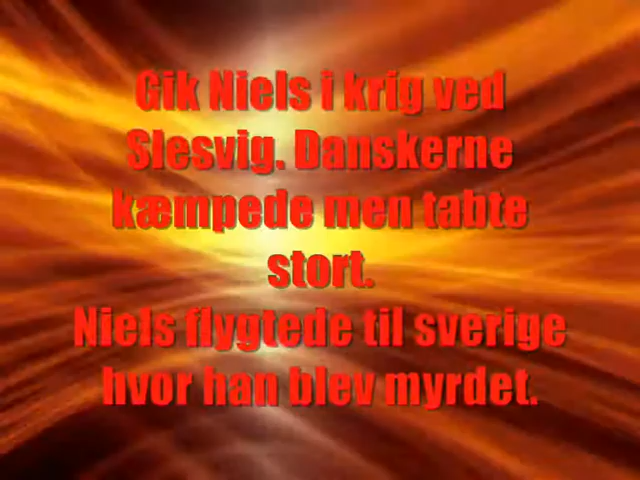 Gik Niels i krig ved
Slesvig. Danskerne
kæmpede men tabte
stort.
Niels flygtede til sverige
hvor han blev myrdet.